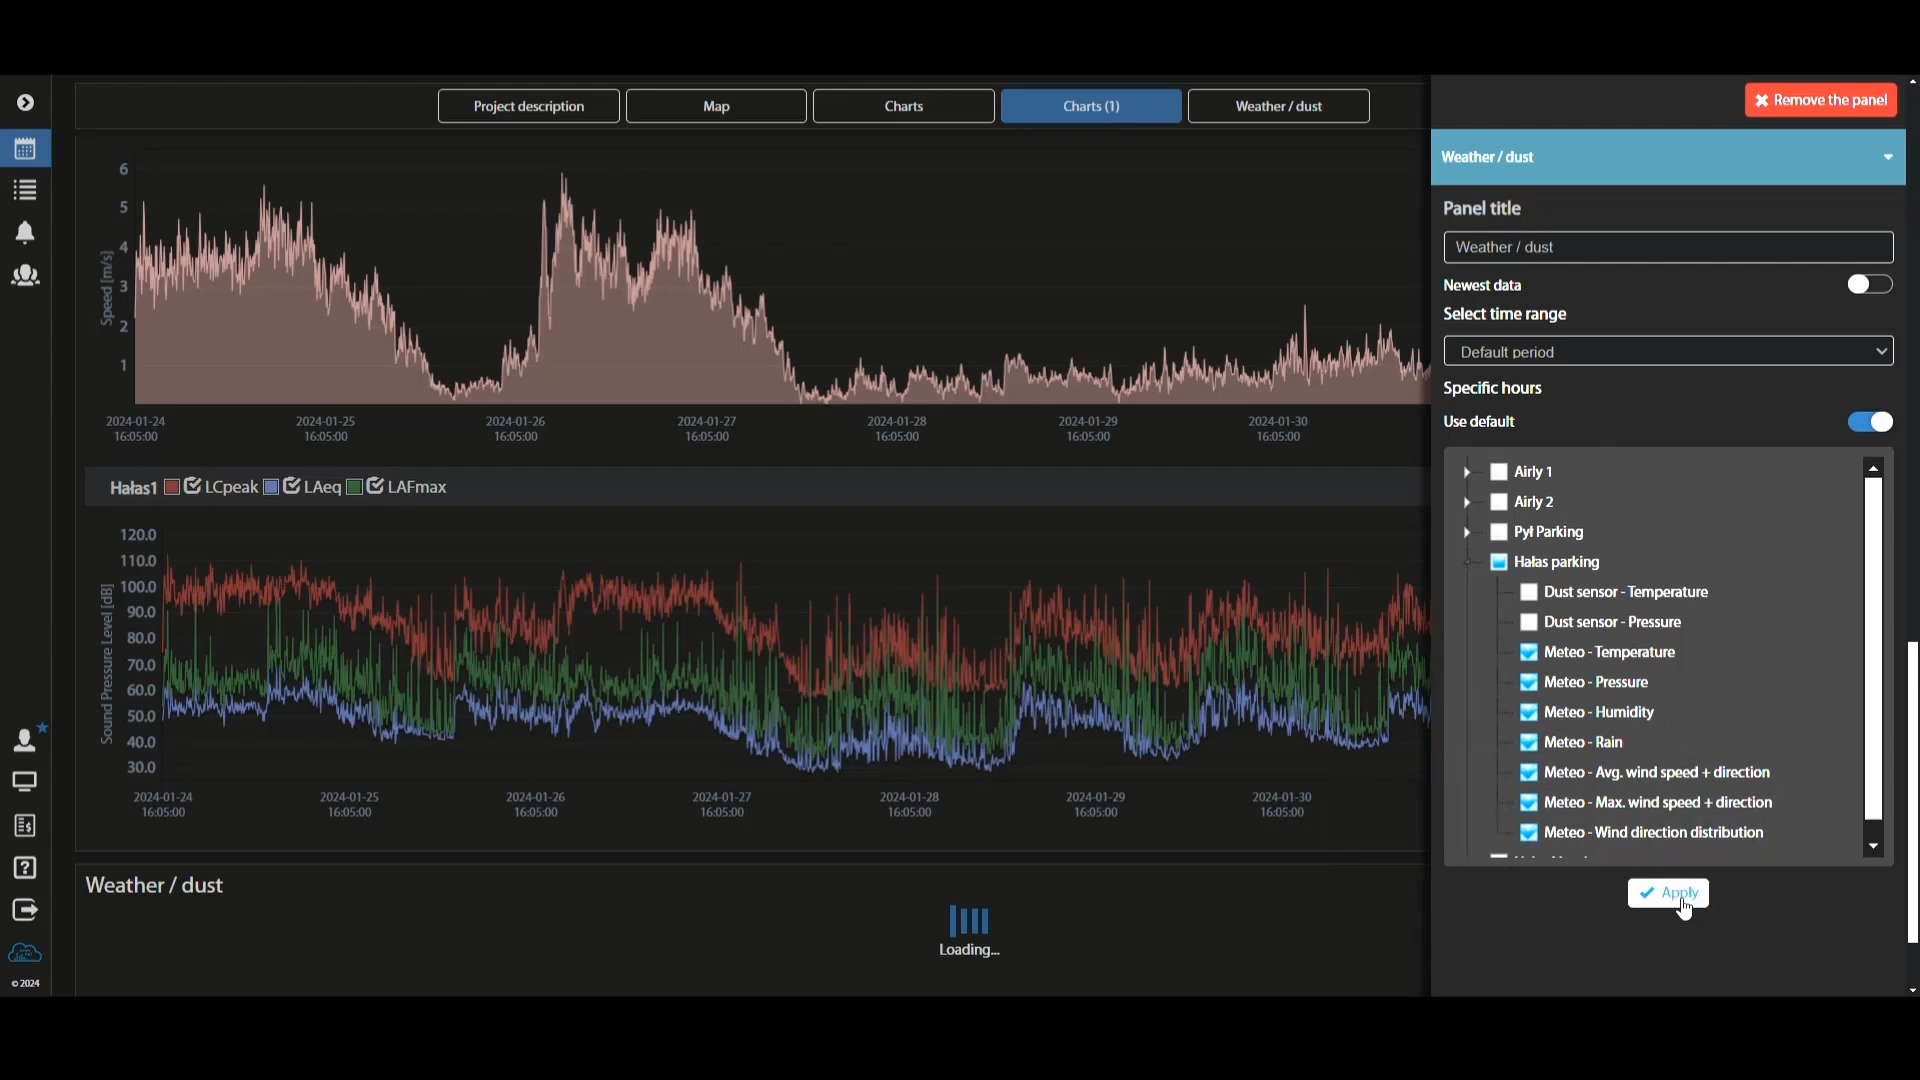 Project description
Map
Charts
Charts (1)
Weather / dust
Remove the panel
Weather / dust
Panel title
Weather / dust
Newest data
Select time range
Default period
Specific hours
Use default
Airly 1
Airly 2
Pył Parking
Hałas parking
Dust sensor - Temperature
Dust sensor - Pressure
Meteo - Temperature
Meteo - Pressure
Meteo - Humidity
Meteo - Rain
Meteo - Avg. wind speed + direction
Meteo - Max. wind speed + direction
Meteo - Wind direction distribution
Apply
Speed [m/s]
6
5
4
3
2
1
2024-01-24 16:05:00
2024-01-25 16:05:00
2024-01-26 16:05:00
2024-01-27 16:05:00
2024-01-28 16:05:00
2024-01-29 16:05:00
2024-01-30 16:05:00
Hałas1 LCpeak LAeq LAFmax
Sound Pressure Level [dB]
120.0
110.0
100.0
90.0
80.0
70.0
60.0
50.0
40.0
30.0
2024-01-24 16:05:00
2024-01-25 16:05:00
2024-01-26 16:05:00
2024-01-27 16:05:00
2024-01-28 16:05:00
2024-01-29 16:05:00
2024-01-30 16:05:00
Weather / dust
Loading...
© 2024